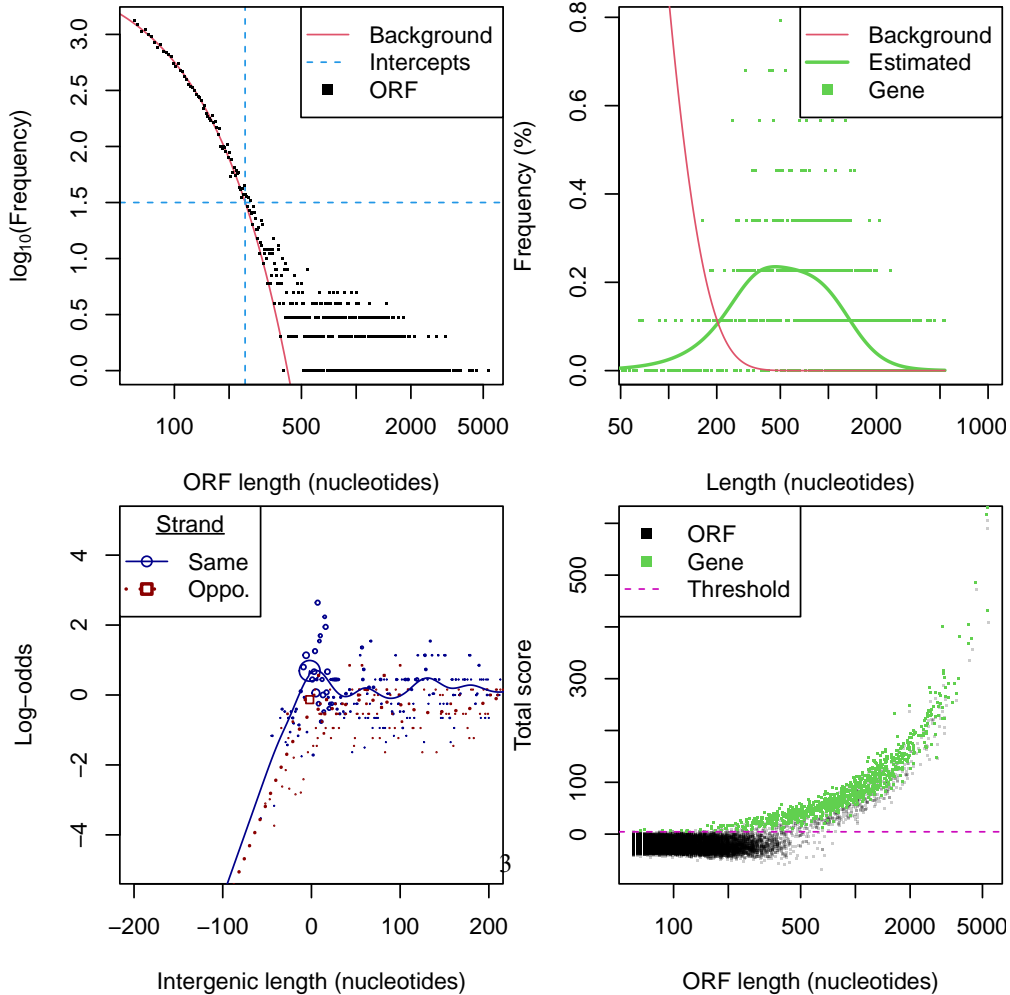 log10(Frequency)
3.0
2.5
2.0
1.5
1.0
0.5
0.0
Background
Intercepts
ORF
100
500
2000
5000
ORF length (nucleotides)
Frequency (%)
0.8
0.6
0.4
0.2
0.0
Background
Estimated
Gene
50
200
500
2000
1000
Length (nucleotides)
Log−odds
4
2
0
−2
−4
Strand
Same
Oppo.
3
−200
−100
0
100
200
Intergenic length (nucleotides)
Total score
500
300
100
0
ORF
Gene
Threshold
100
500
2000
5000
ORF length (nucleotides)